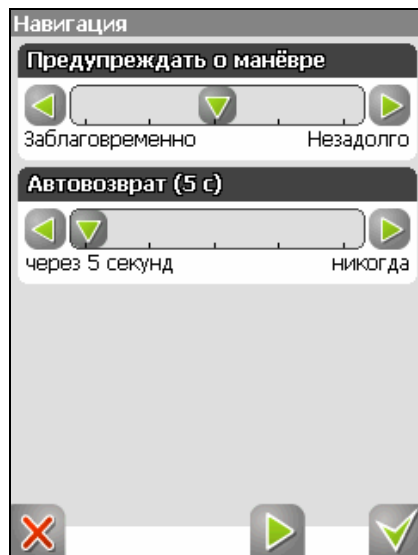 Навигация
Предупреждать о манёвре
Заблаговременно Незадолго
Автовозврат (5 с)
через 5 секунд никогда